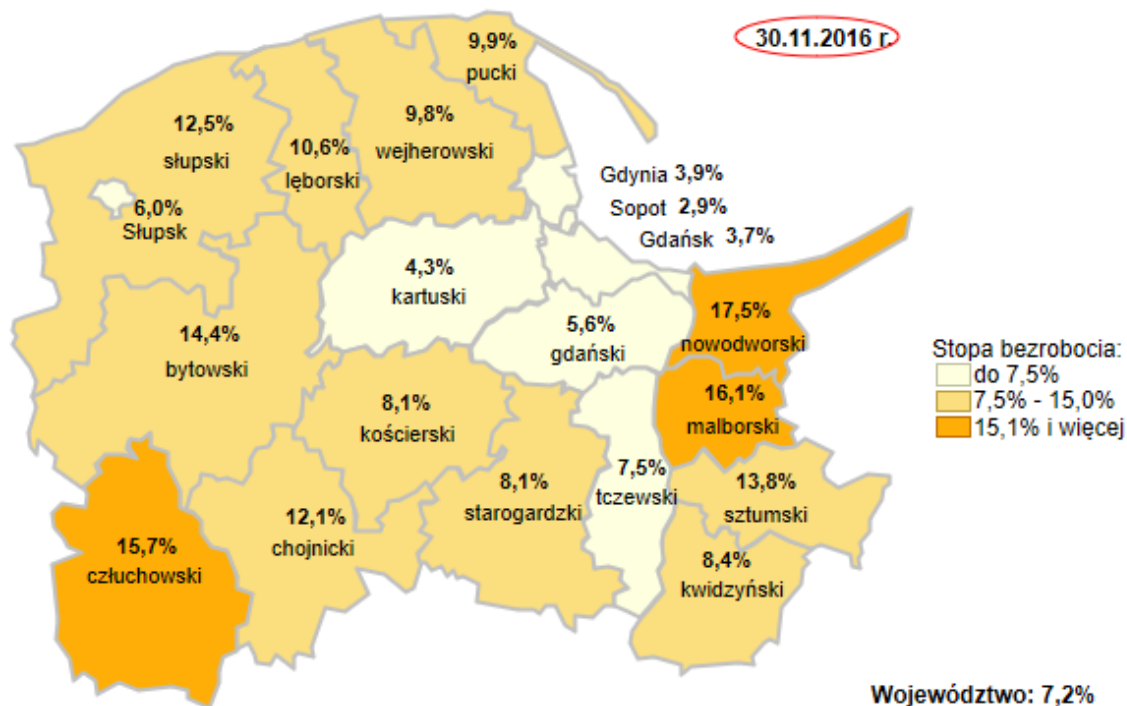 30.11.2016 r.
9,9%
pucki
12,5%
słupski
10,6%
lęborski
9,8%
wejherowski
Gdynia 3,9%
Sopot 2,9%
Gdańsk 3,7%
6,0%
Słupsk
4,3%
kartuski
5,6%
gdański
17,5%
nowodworski
14,4%
bytowski
8,1%
kościerski
16,1%
malborski
Stopa bezrobocia:
do 7,5%
7,5% - 15,0%
15,1% i więcej
8,1%
starogardzki
7,5%
tczewski
13,8%
sztumski
12,1%
chojnicki
15,7%
człuchowski
8,4%
kwidzyński
Województwo: 7,2%